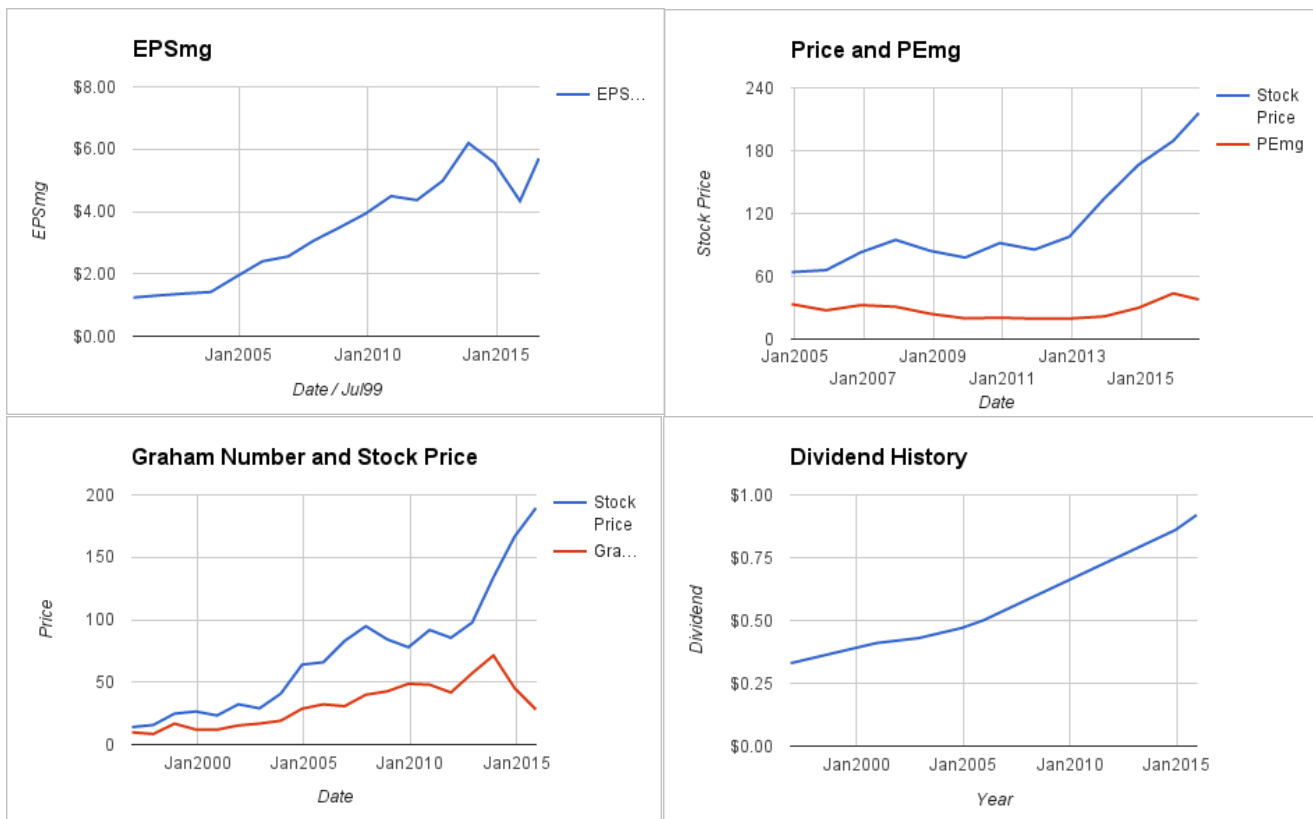 EPSmg
$8.00
$6.00
$4.00
$2.00
$0.00
EPSmg
EPS...
Jan2005 Jan2010 Jan2015
Date / Jul99
Price and PEmg
240
180
120
60
0
Stock Price
Stock
Price
PEmg
Jan2005 Jan2009 Jan2013
Jan2007 Jan2011 Jan2015
Date
Graham Number and Stock Price
200
150
100
50
0
Price
Stock
Price
Gra...
Jan2000 Jan2005 Jan2010 Jan2015
Date
Dividend History
$1.00
$0.75
$0.50
$0.25
$0.00
Dividend
Jan2000 Jan2005 Jan2010 Jan2015
Year